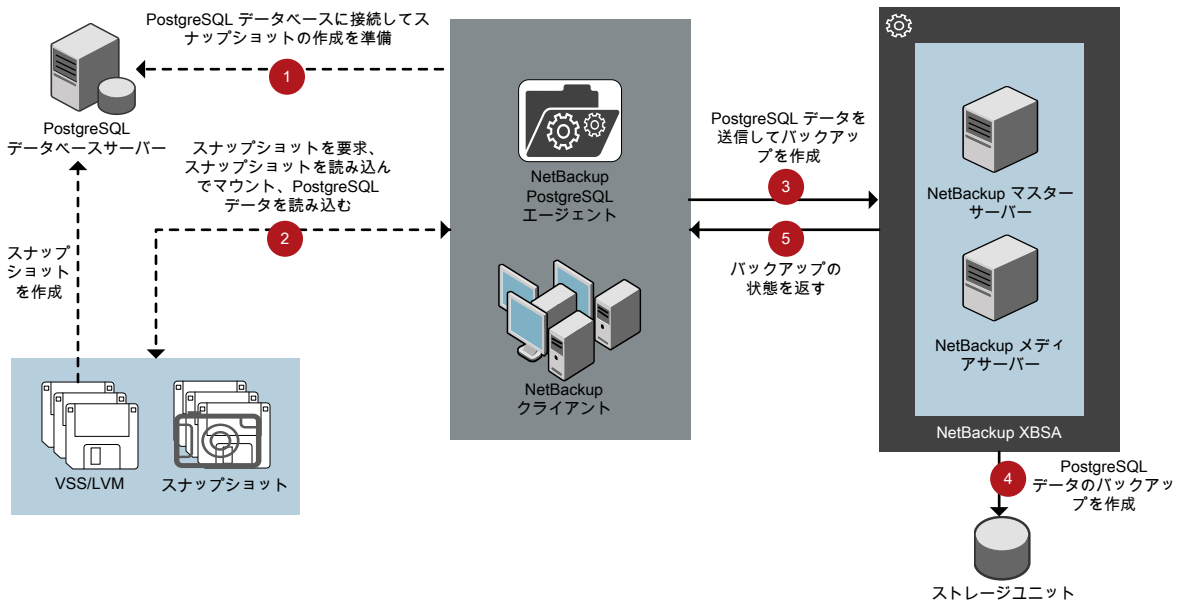 PostgreSQL データベースに接続してス
ナップショットの作成を準備
1
PostgreSQL
データベースサーバー
スナップショットを要求、
スナップショットを読み込ん
でマウント、PostgreSQL
データを読み込む
2
スナップ
ショット
を作成
VSS/LVM
スナップショット
NetBackup
PostgreSQL
エージェント
NetBackup
クライアント
PostgreSQL データを
送信してバックアッ
プを作成
3
5
バックアップの
状態を返す
NetBackup マスター
サーバー
NetBackup メディ
アサーバー
NetBackup XBSA
4
PostgreSQL
データのバックアッ
プを作成
ストレージユニット